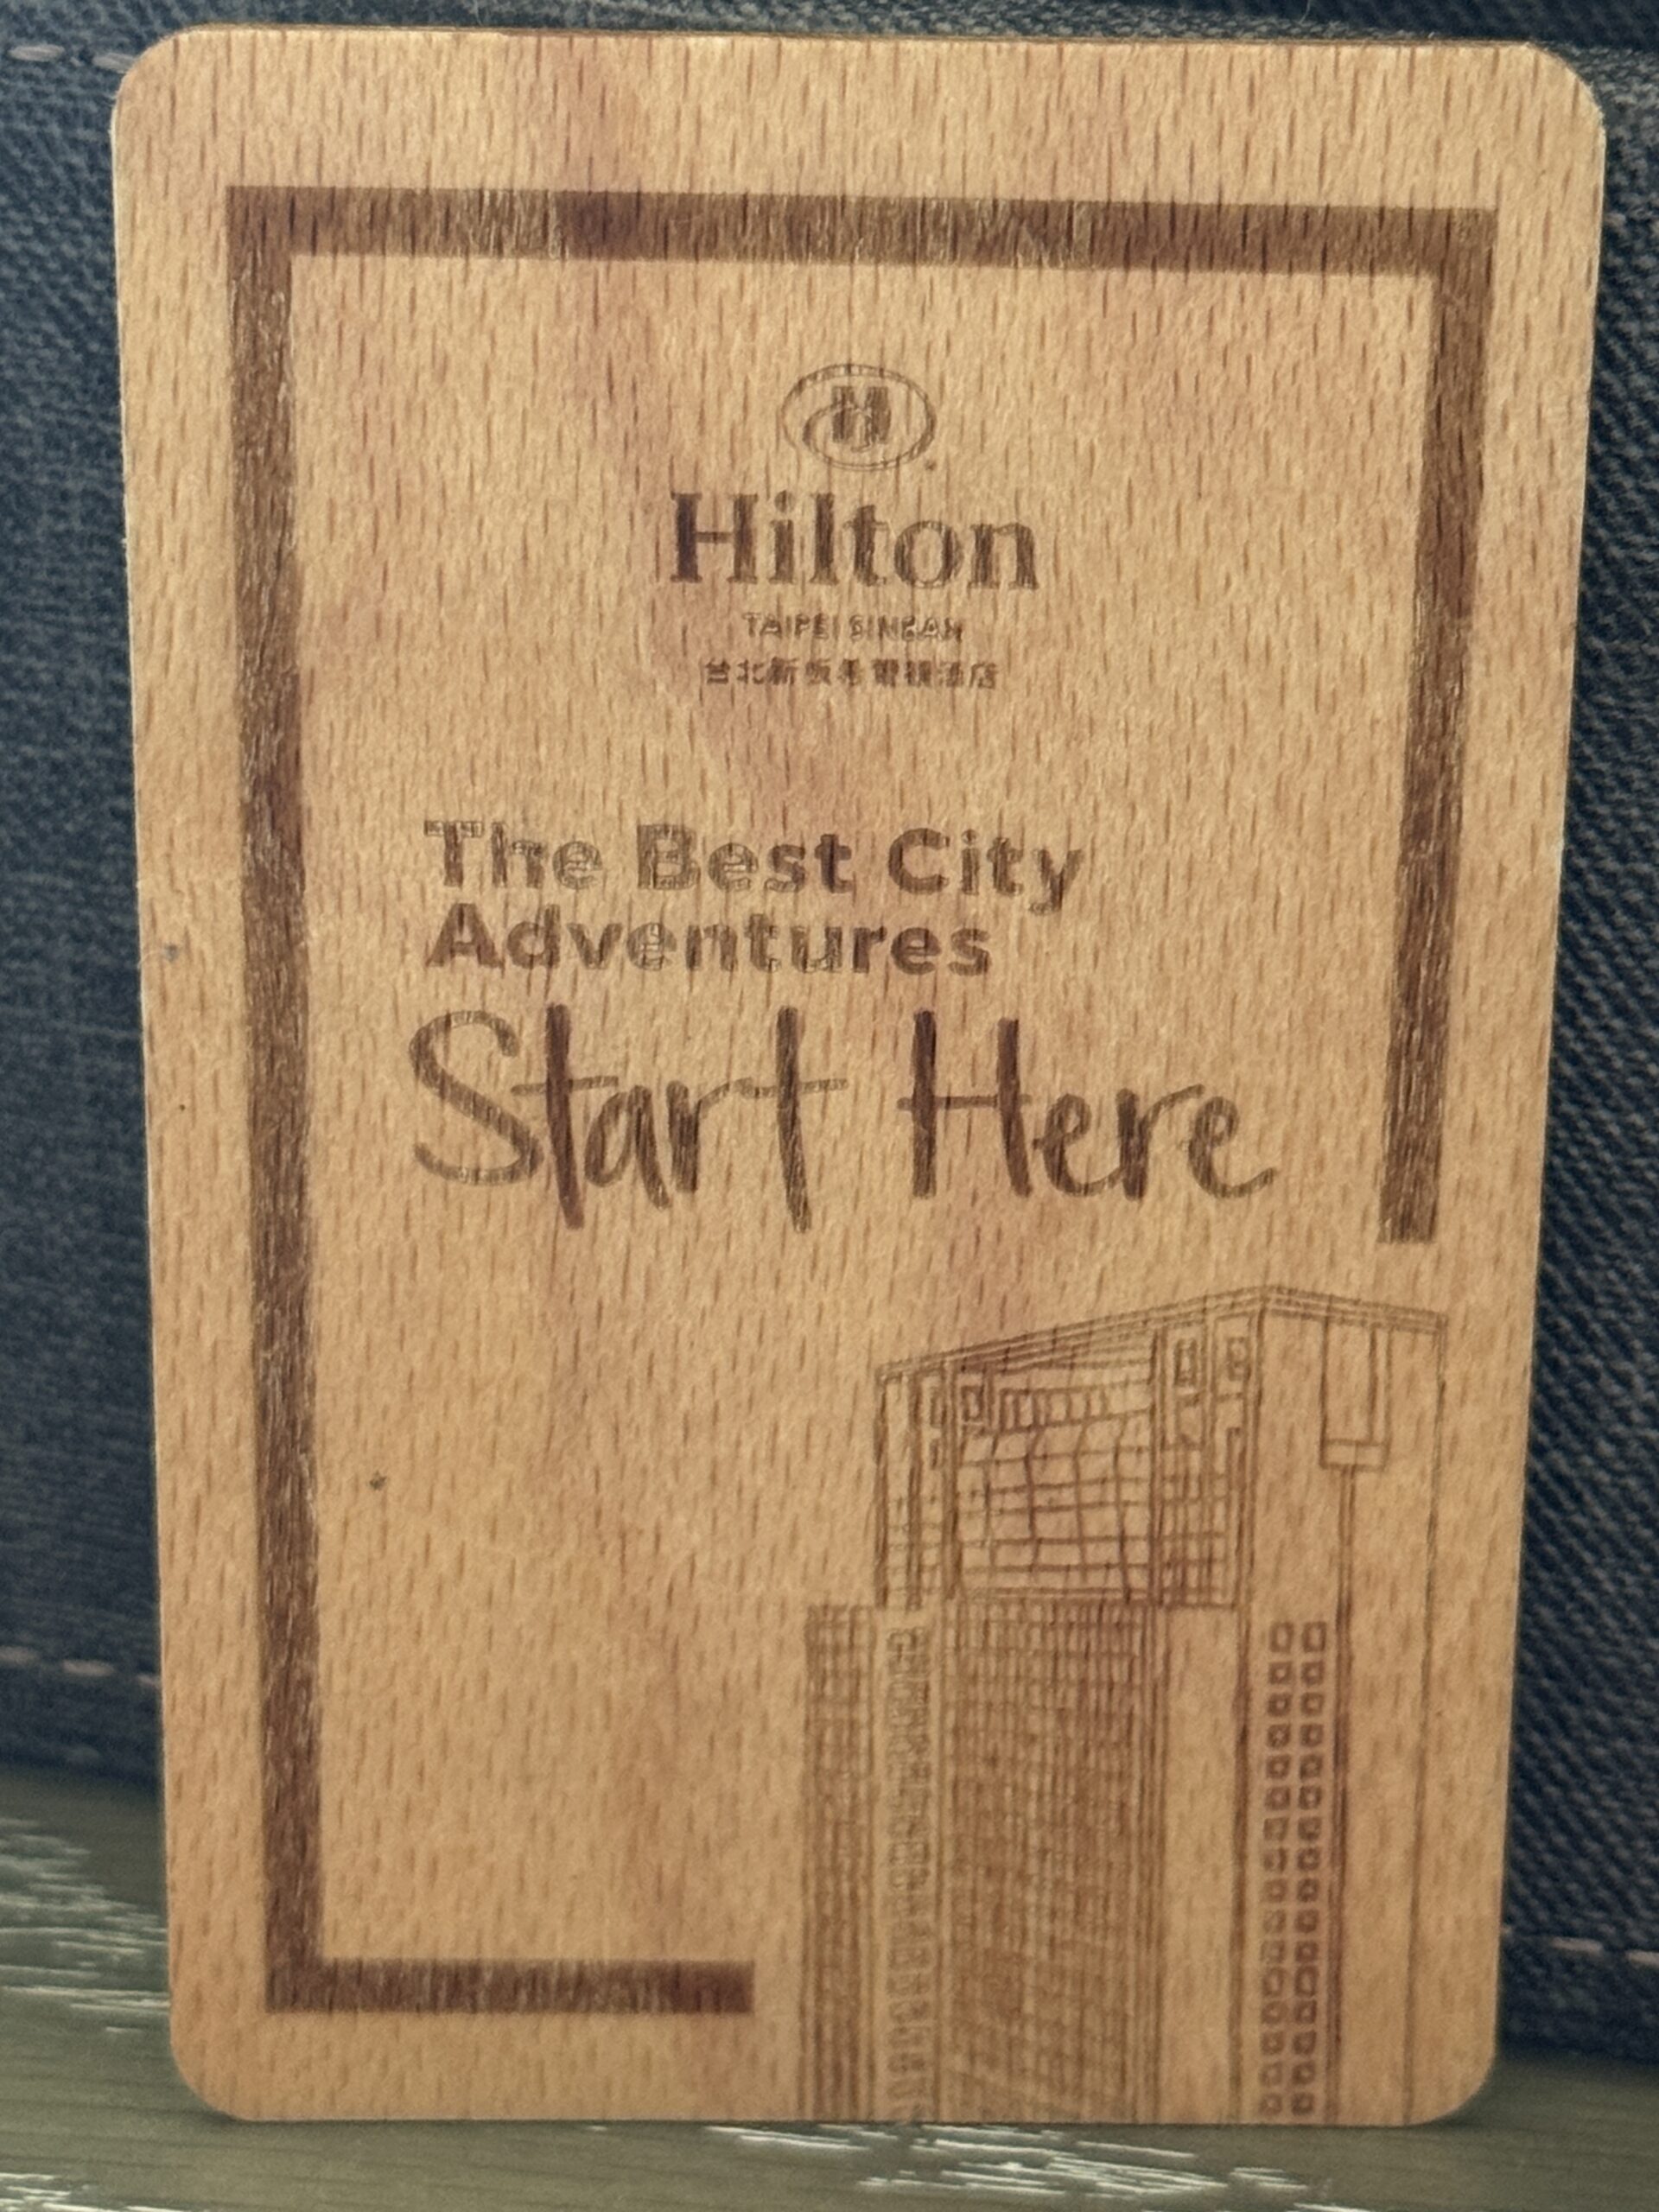 Hilton
TAIPEI SINBAN
台北新板希爾頓酒店
The Best City
Adventures
Start Here